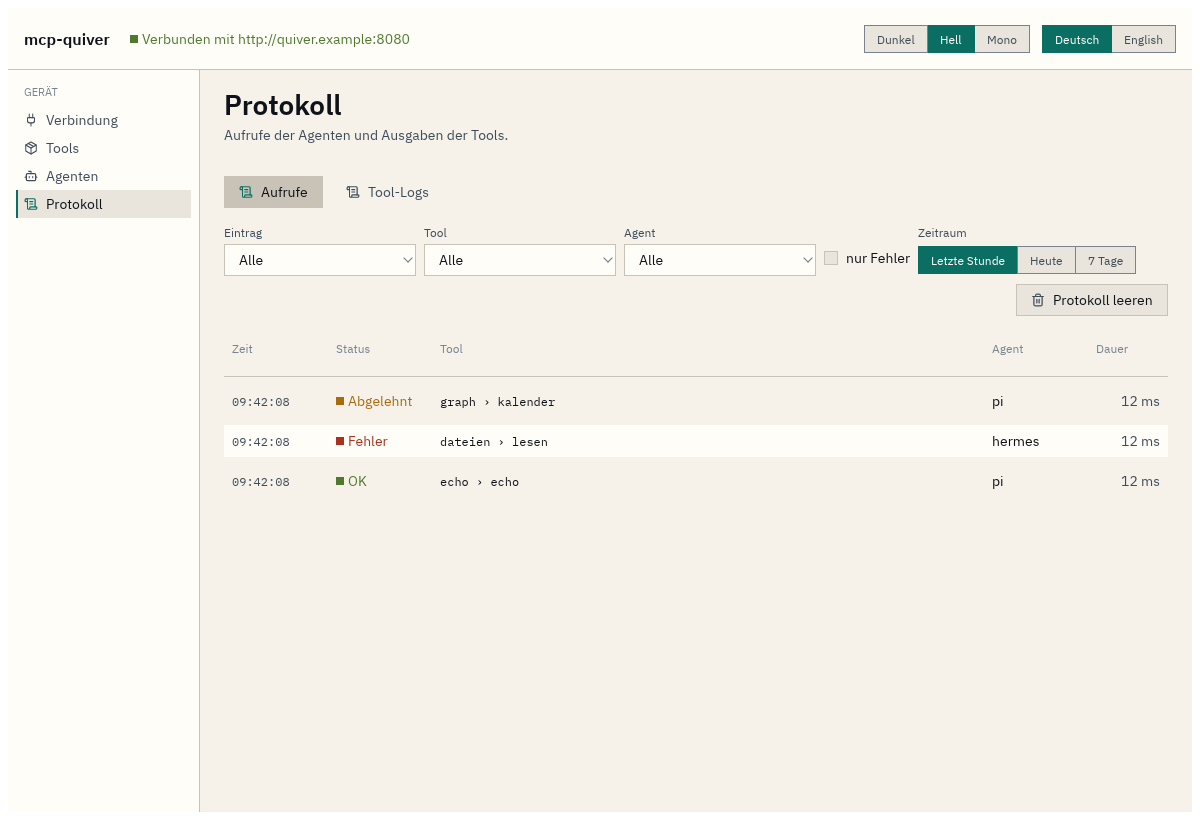 mcp-quiver
Verbunden mit http://quiver.example:8080
Dunkel Hell Mono Deutsch English
GERÄT
Verbindung
Tools
Agenten
Protokoll
Protokoll
Aufrufe der Agenten und Ausgaben der Tools.
Aufrufe Tool-Logs
Eintrag Tool Agent Zeitraum
Alle Alle Alle nur Fehler Letzte Stunde Heute 7 Tage
Protokoll leeren
Zeit Status Tool Agent Dauer
09:42:08 Abgelehnt graph › kalender pi 12 ms
09:42:08 Fehler dateien › lesen hermes 12 ms
09:42:08 OK echo › echo pi 12 ms